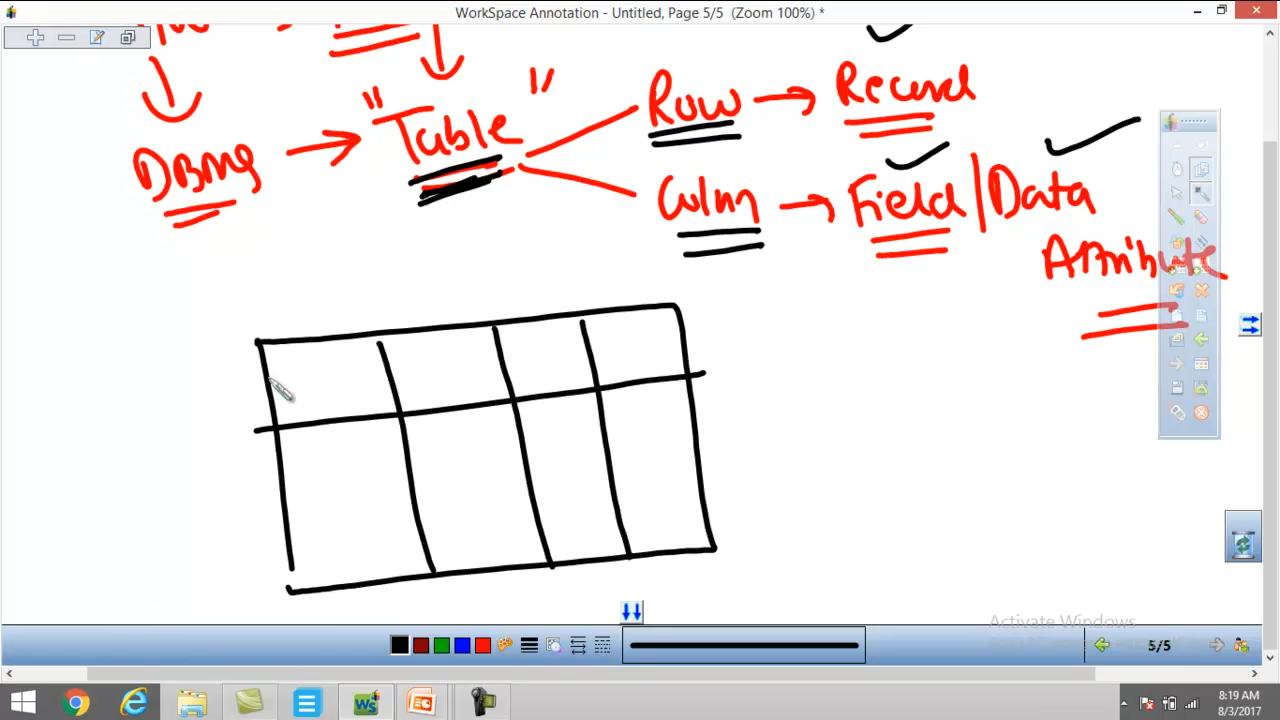 WorkSpace Annotation - Untitled, Page 5/5 (Zoom 100%) *
"Table"
Row → Record
DBMS →
Colmn → Field/Data
Attribute
Activate Windows
5/5
8:19 AM
8/3/2017